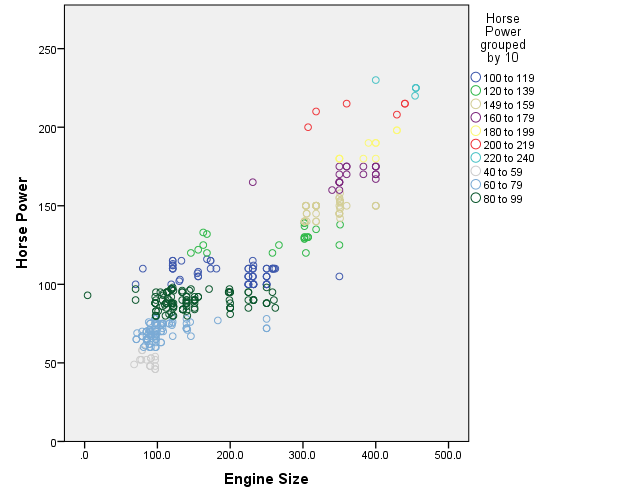 Horse
Power
grouped
by 10
100 to 119
120 to 139
149 to 159
160 to 179
180 to 199
200 to 219
220 to 240
40 to 59
60 to 79
80 to 99
250
200
150
100
50
0
Horse Power
.0 100.0 200.0 300.0 400.0 500.0
Engine Size